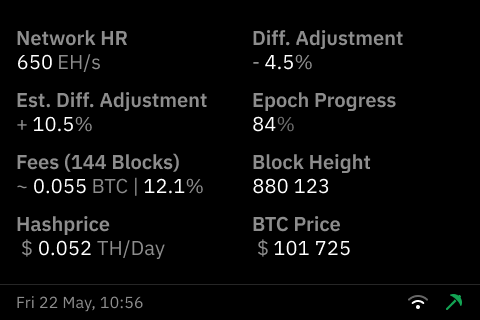 Network HR
650 EH/s
Diff. Adjustment
- 4.5%
Est. Diff. Adjustment
+ 10.5%
Epoch Progress
84%
Fees (144 Blocks)
~ 0.055 BTC | 12.1%
Block Height
880 123
Hashprice
$ 0.052 TH/Day
BTC Price
$ 101 725
Fri 22 May, 10:56